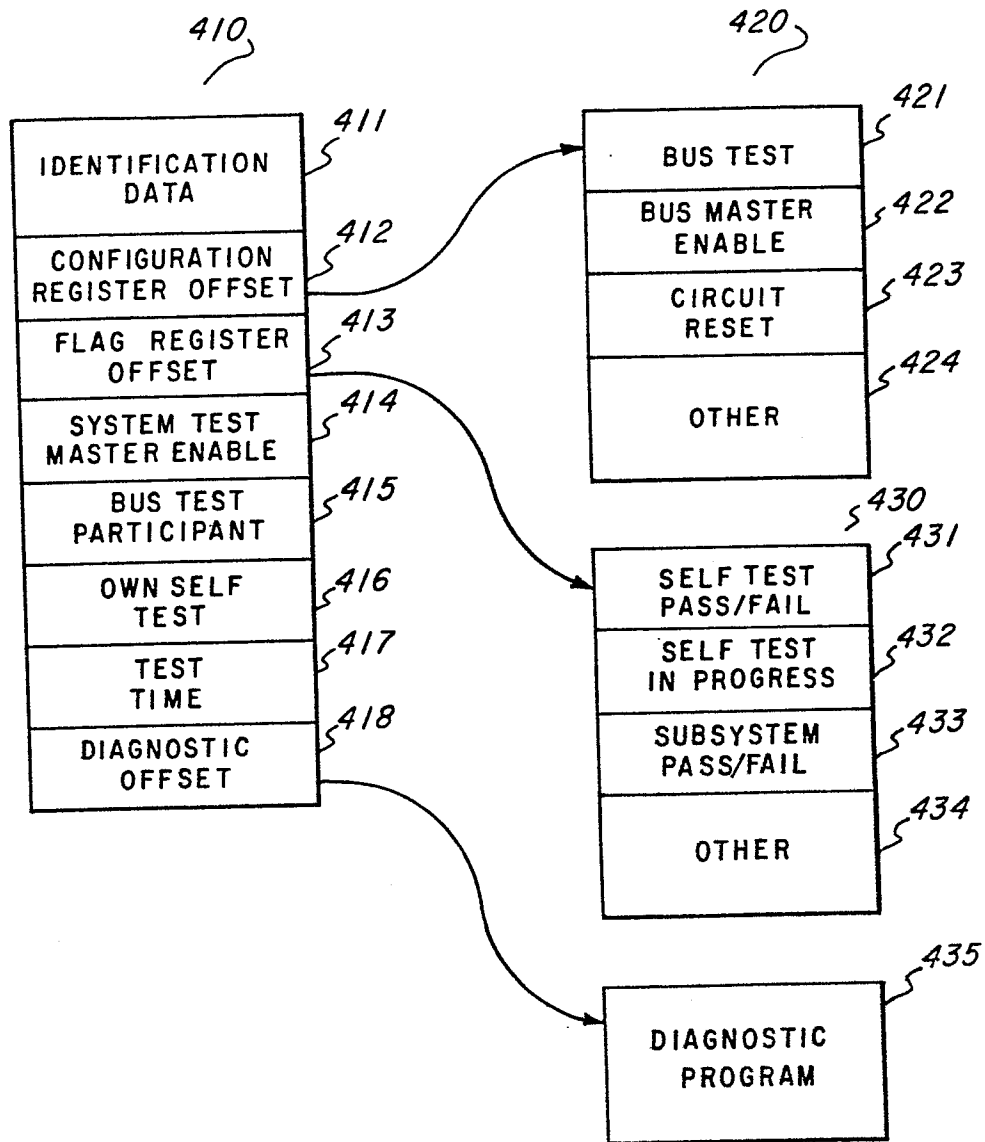 410
IDENTIFICATION
DATA
411
CONFIGURATION
REGISTER OFFSET
412
FLAG REGISTER
OFFSET
413
SYSTEM TEST
MASTER ENABLE
414
BUS TEST
PARTICIPANT
415
OWN SELF
TEST
416
TEST
TIME
417
DIAGNOSTIC
OFFSET
418
420
BUS TEST
421
BUS MASTER
ENABLE
422
CIRCUIT
RESET
423
OTHER
424
430
SELF TEST
PASS/FAIL
431
SELF TEST
IN PROGRESS
432
SUBSYSTEM
PASS/FAIL
433
OTHER
434
DIAGNOSTIC
PROGRAM
435